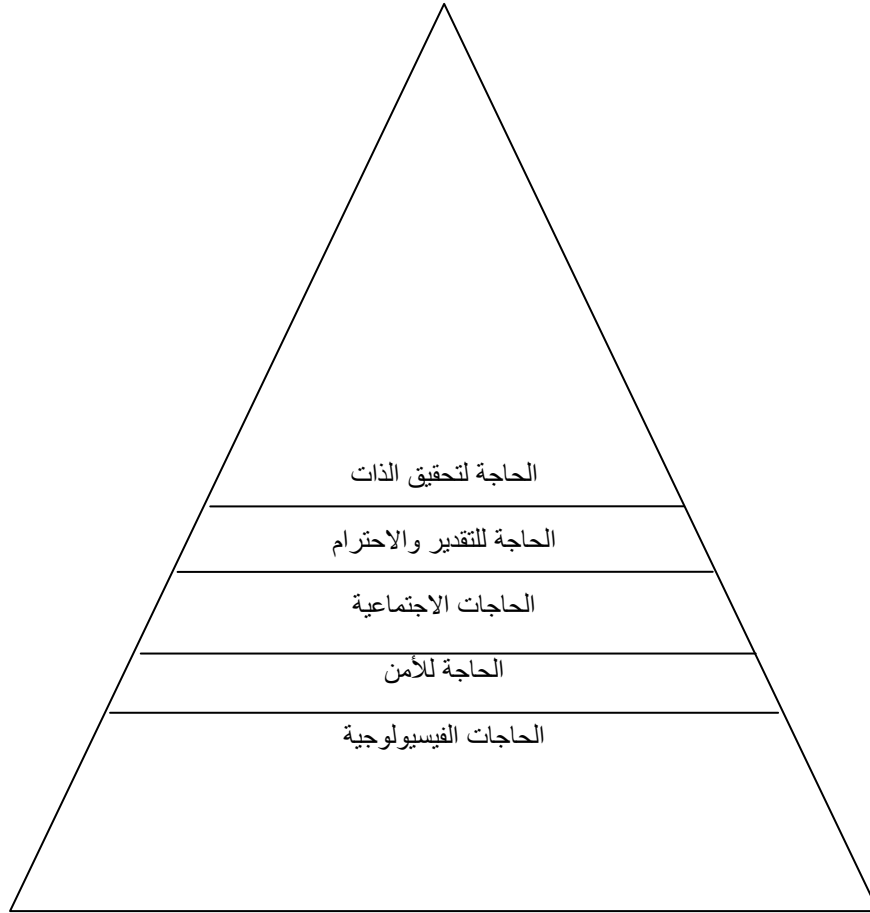 الحاجة لتحقيق الذات
الحاجة للتقدير والاحترام
الحاجات الاجتماعية
الحاجة للأمن
الحاجات الفيسيولوجية